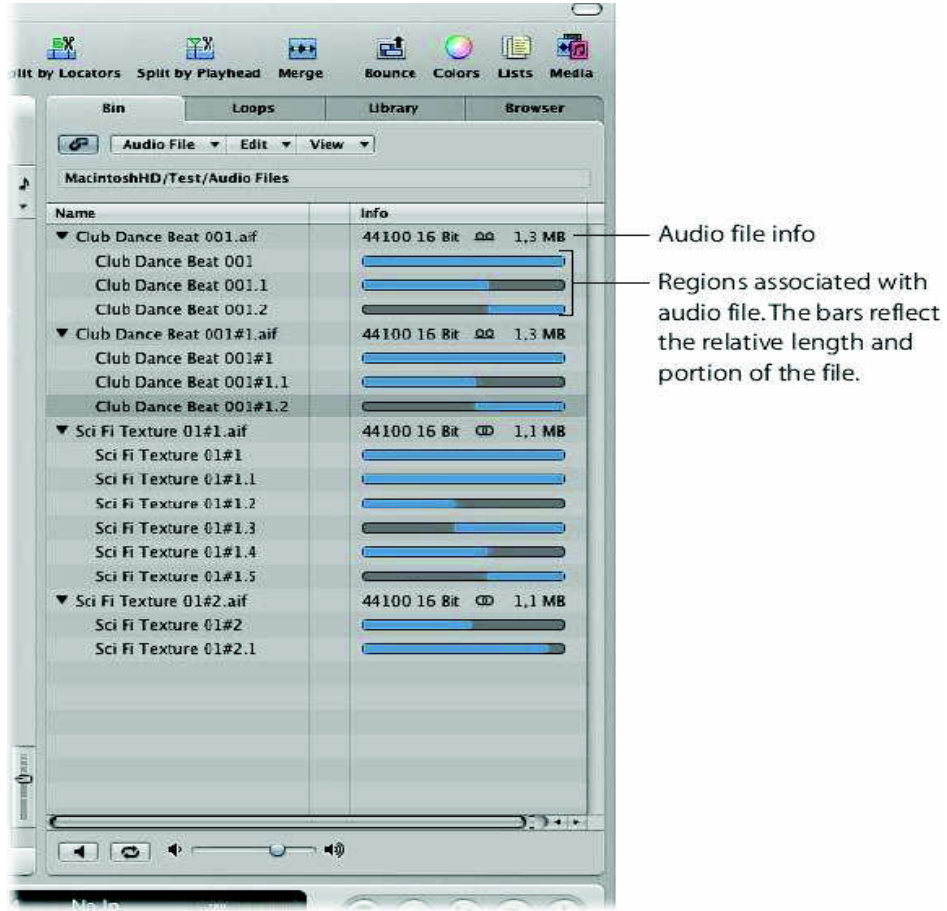 by Locators Split by Playhead Merge Bounce Colors Lists Media
Bin Loops Library Browser
Audio File Edit View
MacintoshHD/Test/Audio Files
Name Info
Club Dance Beat 001.aif 44100 16 Bit 1,3 MB
Club Dance Beat 001
Club Dance Beat 001.1
Club Dance Beat 001.2
Club Dance Beat 001#1.aif 44100 16 Bit 1,3 MB
Club Dance Beat 001#1
Club Dance Beat 001#1.1
Club Dance Beat 001#1.2
Sci Fi Texture 01#1.aif 44100 16 Bit 1,1 MB
Sci Fi Texture 01#1
Sci Fi Texture 01#1.1
Sci Fi Texture 01#1.2
Sci Fi Texture 01#1.3
Sci Fi Texture 01#1.4
Sci Fi Texture 01#1.5
Sci Fi Texture 01#2.aif 44100 16 Bit 1,1 MB
Sci Fi Texture 01#2
Sci Fi Texture 01#2.1
No In
Audio file info
Regions associated with
audio file. The bars reflect
the relative length and
portion of the file.